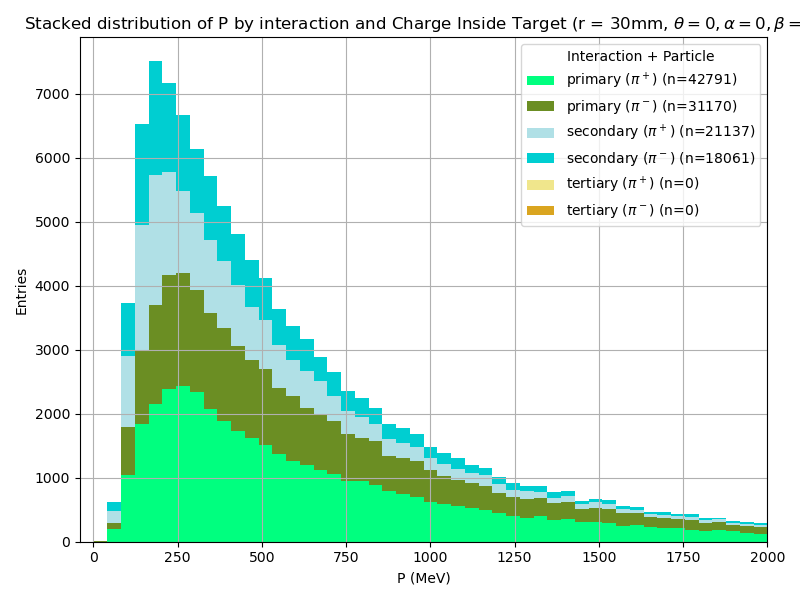 Stacked distribution of P by interaction and Charge Inside Target (r = 30mm, θ = 0, α = 0, β =
Interaction + Particle
primary (π⁺) (n=42791)
primary (π⁻) (n=31170)
secondary (π⁺) (n=21137)
secondary (π⁻) (n=18061)
tertiary (π⁺) (n=0)
tertiary (π⁻) (n=0)
Entries
7000
6000
5000
4000
3000
2000
1000
0
0 250 500 750 1000 1250 1500 1750 2000
P (MeV)